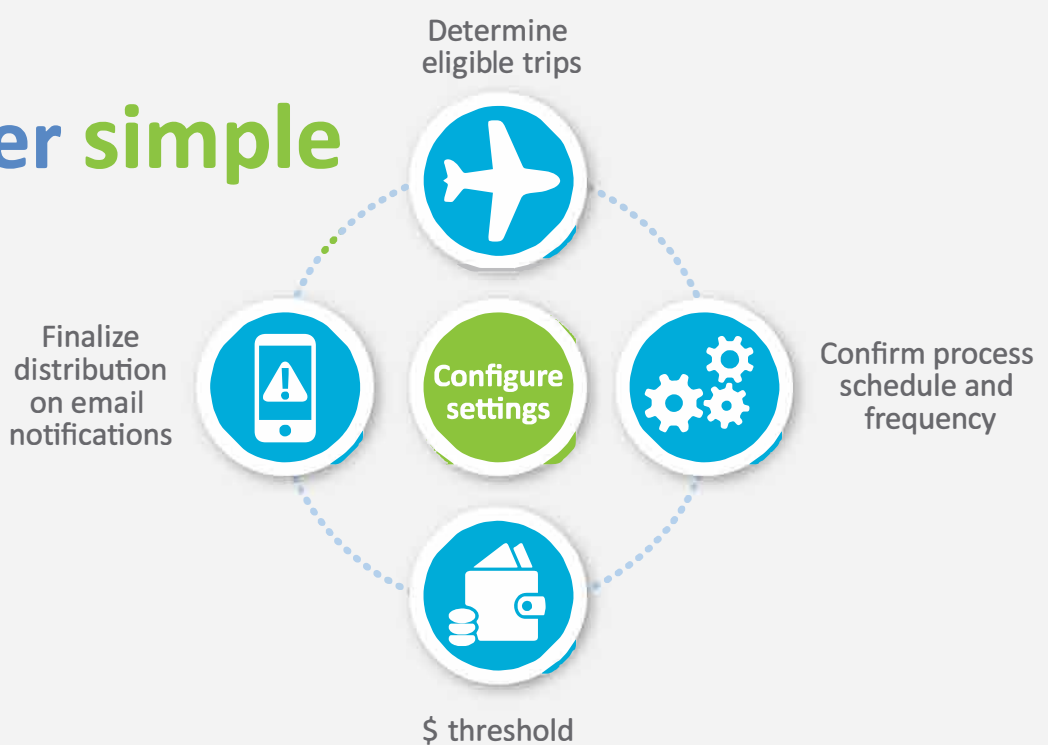 Determine
eligible trips
er simple
Finalize
distribution
on email
notifications
Configure
settings
Confirm process
schedule and
frequency
$ threshold